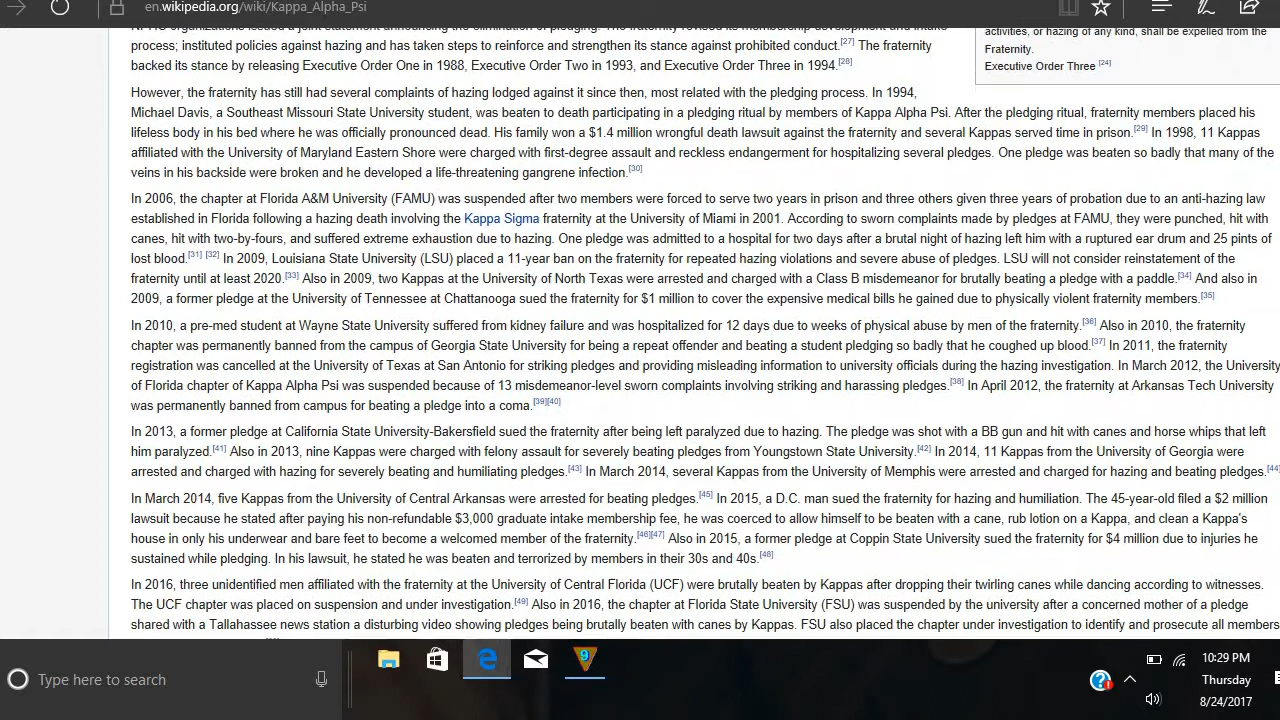 en.wikipedia.org/wiki/Kappa_Alpha_Psi
process; instituted policies against hazing and has taken steps to reinforce and strengthen its stance against prohibited conduct.[27] The fraternity
backed its stance by releasing Executive Order One in 1988, Executive Order Two in 1993, and Executive Order Three in 1994.[28]
activities, or hazing of any kind, shall be expelled from the
Fraternity.
Executive Order Three [24]
However, the fraternity has still had several complaints of hazing lodged against it since then, most related with the pledging process. In 1994,
Michael Davis, a Southeast Missouri State University student, was beaten to death participating in a pledging ritual by members of Kappa Alpha Psi. After the pledging ritual, fraternity members placed his
lifeless body in his bed where he was officially pronounced dead. His family won a $1.4 million wrongful death lawsuit against the fraternity and several Kappas served time in prison.[29] In 1998, 11 Kappas
affiliated with the University of Maryland Eastern Shore were charged with first-degree assault and reckless endangerment for hospitalizing several pledges. One pledge was beaten so badly that many of the
veins in his backside were broken and he developed a life-threatening gangrene infection.[30]
In 2006, the chapter at Florida A&M University (FAMU) was suspended after two members were forced to serve two years in prison and three others given three years of probation due to an anti-hazing law
established in Florida following a hazing death involving the Kappa Sigma fraternity at the University of Miami in 2001. According to sworn complaints made by pledges at FAMU, they were punched, hit with
canes, hit with two-by-fours, and suffered extreme exhaustion due to hazing. One pledge was admitted to a hospital for two days after a brutal night of hazing left him with a ruptured ear drum and 25 pints of
lost blood.[31] [32] In 2009, Louisiana State University (LSU) placed a 11-year ban on the fraternity for repeated hazing violations and severe abuse of pledges. LSU will not consider reinstatement of the
fraternity until at least 2020.[33] Also in 2009, two Kappas at the University of North Texas were arrested and charged with a Class B misdemeanor for brutally beating a pledge with a paddle.[34] And also in
2009, a former pledge at the University of Tennessee at Chattanooga sued the fraternity for $1 million to cover the expensive medical bills he gained due to physically violent fraternity members.[35]
In 2010, a pre-med student at Wayne State University suffered from kidney failure and was hospitalized for 12 days due to weeks of physical abuse by men of the fraternity.[36] Also in 2010, the fraternity
chapter was permanently banned from the campus of Georgia State University for being a repeat offender and beating a student pledging so badly that he coughed up blood.[37] In 2011, the fraternity
registration was cancelled at the University of Texas at San Antonio for striking pledges and providing misleading information to university officials during the hazing investigation. In March 2012, the University
of Florida chapter of Kappa Alpha Psi was suspended because of 13 misdemeanor-level sworn complaints involving striking and harassing pledges.[38] In April 2012, the fraternity at Arkansas Tech University
was permanently banned from campus for beating a pledge into a coma.[39][40]
In 2013, a former pledge at California State University-Bakersfield sued the fraternity after being left paralyzed due to hazing. The pledge was shot with a BB gun and hit with canes and horse whips that left
him paralyzed.[41] Also in 2013, nine Kappas were charged with felony assault for severely beating pledges from Youngstown State University.[42] In 2014, 11 Kappas from the University of Georgia were
arrested and charged with hazing for severely beating and humiliating pledges.[43] In March 2014, several Kappas from the University of Memphis were arrested and charged for hazing and beating pledges.[44
In March 2014, five Kappas from the University of Central Arkansas were arrested for beating pledges.[45] In 2015, a D.C. man sued the fraternity for hazing and humiliation. The 45-year-old filed a $2 million
lawsuit because he stated after paying his non-refundable $3,000 graduate intake membership fee, he was coerced to allow himself to be beaten with a cane, rub lotion on a Kappa, and clean a Kappa's
house in only his underwear and bare feet to become a welcomed member of the fraternity.[46][47] Also in 2015, a former pledge at Coppin State University sued the fraternity for $4 million due to injuries he
sustained while pledging. In his lawsuit, he stated he was beaten and terrorized by members in their 30s and 40s.[48]
In 2016, three unidentified men affiliated with the fraternity at the University of Central Florida (UCF) were brutally beaten by Kappas after dropping their twirling canes while dancing according to witnesses.
The UCF chapter was placed on suspension and under investigation.[49] Also in 2016, the chapter at Florida State University (FSU) was suspended by the university after a concerned mother of a pledge
shared with a Tallahassee news station a disturbing video showing pledges being brutally beaten with canes by Kappas. FSU also placed the chapter under investigation to identify and prosecute all members
Type here to search
9
10:29 PM
Thursday
8/24/2017